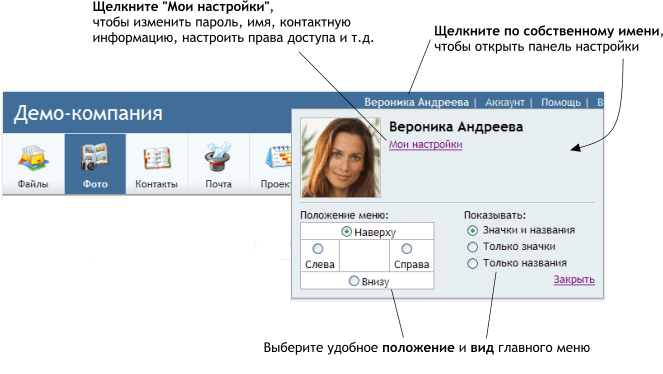 Щелкните "Мои настройки",
чтобы изменить пароль, имя, контактную
информацию, настроить права доступа и т.д.
Щелкните по собственному имени,
чтобы открыть панель настройки
Вероника Андреева | Аккаунт | Помощь | В
Демо-компания
Вероника Андреева
Мои настройки
Файлы
Фото
Контакты
Почта
Проек
Положение меню:
Наверху
Слева
Справа
Внизу
Показывать:
Значки и названия
Только значки
Только названия
Закрыть
Выберите удобное положение и вид главного меню